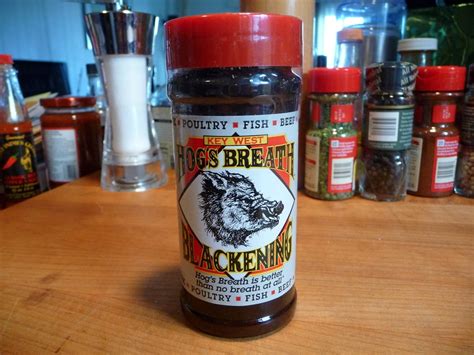 POULTRY ▪ FISH ▪ BEEF
KEY WEST
HOG'S BREATH
BLACKENING
Hog's Breath is better
than no breath at all
POULTRY ▪ FISH ▪ BEEF